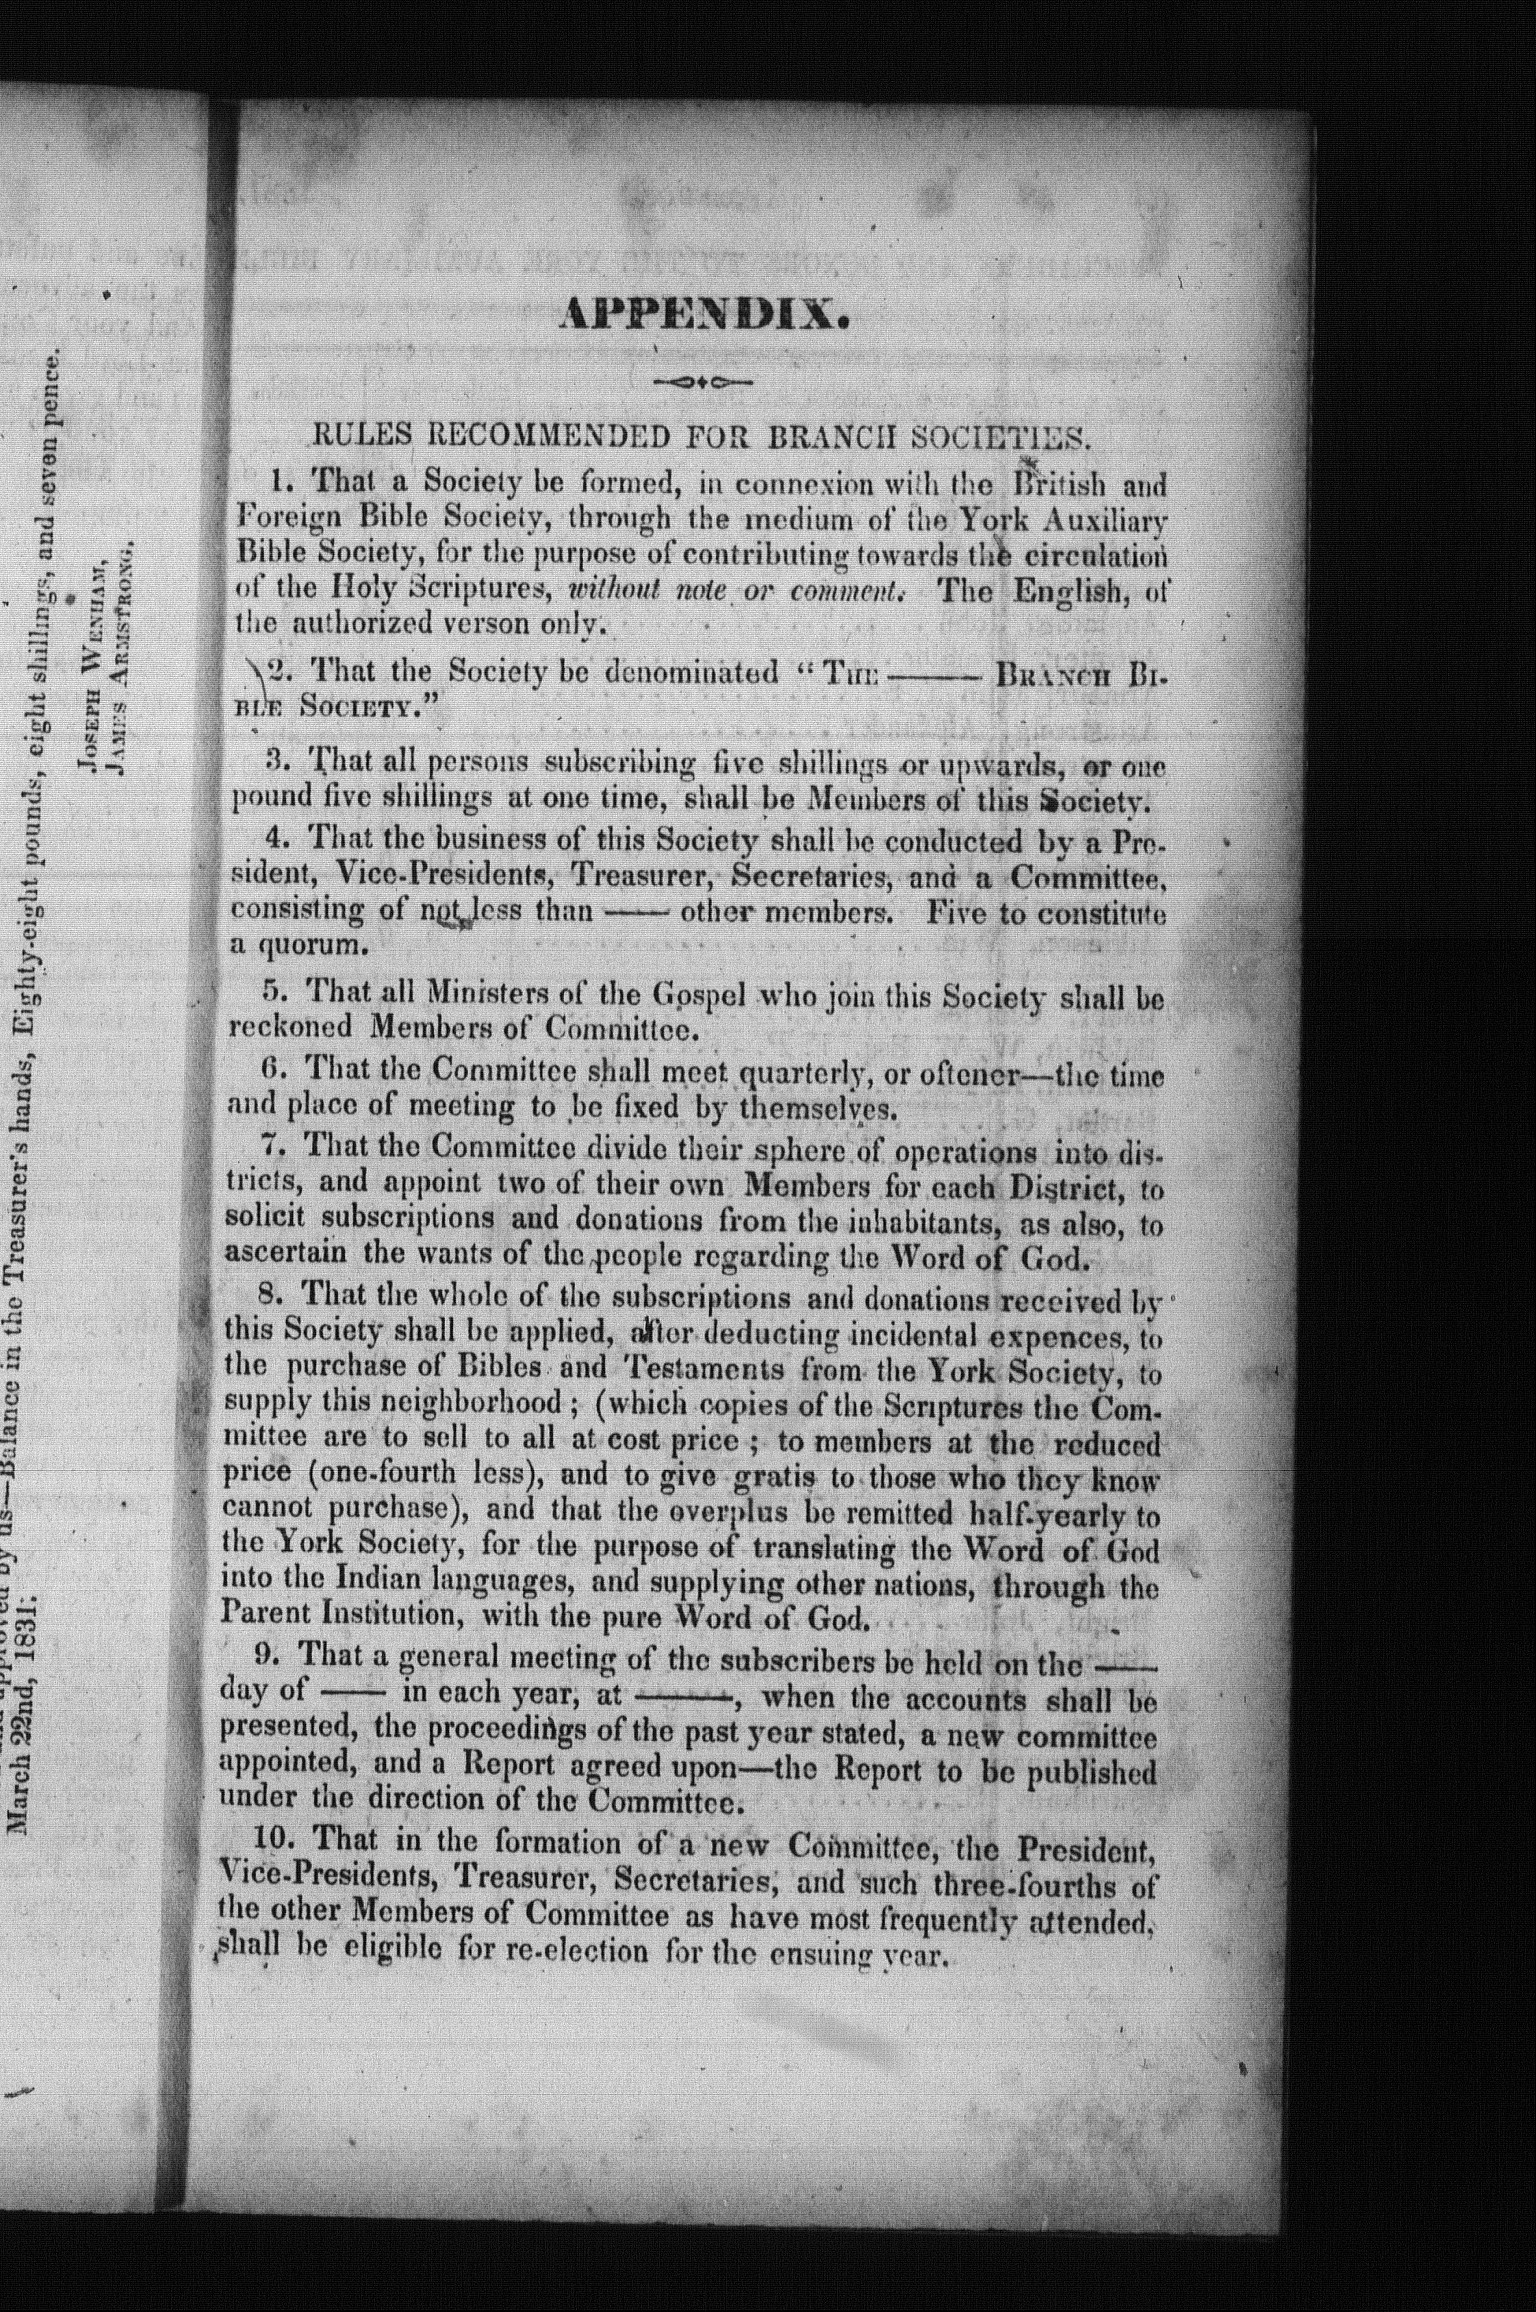 and approved by us—Balance in the Treasurer's hands, Eighty-eight pounds, eight shillings, and seven pence.
March 22nd, 1831.
JOSEPH WENHAM,
JAMES ARMSTRONG,
APPENDIX.
RULES RECOMMENDED FOR BRANCH SOCIETIES.
1. That a Society be formed, in connexion with the British and
Foreign Bible Society, through the medium of the York Auxiliary
Bible Society, for the purpose of contributing towards the circulation
of the Holy Scriptures, without note or comment. The English, of
the authorized verson only.
2. That the Society be denominated “THE ——— BRANCH BI-
BLE SOCIETY.”
3. That all persons subscribing five shillings or upwards, or one
pound five shillings at one time, shall be Members of this Society.
4. That the business of this Society shall be conducted by a Pre-
sident, Vice-Presidents, Treasurer, Secretaries, and a Committee,
consisting of not less than —— other members. Five to constitute
a quorum.
5. That all Ministers of the Gospel who join this Society shall be
reckoned Members of Committee.
6. That the Committee shall meet quarterly, or oftener—the time
and place of meeting to be fixed by themselves.
7. That the Committee divide their sphere of operations into dis-
tricts, and appoint two of their own Members for each District, to
solicit subscriptions and donations from the inhabitants, as also, to
ascertain the wants of the people regarding the Word of God.
8. That the whole of the subscriptions and donations received by
this Society shall be applied, after deducting incidental expences, to
the purchase of Bibles and Testaments from the York Society, to
supply this neighborhood; (which copies of the Scriptures the Com-
mittee are to sell to all at cost price; to members at the reduced
price (one-fourth less), and to give gratis to those who they know
cannot purchase), and that the overplus be remitted half-yearly to
the York Society, for the purpose of translating the Word of God
into the Indian languages, and supplying other nations, through the
Parent Institution, with the pure Word of God.
9. That a general meeting of the subscribers be held on the ——
day of —— in each year, at ———, when the accounts shall be
presented, the proceedings of the past year stated, a new committee
appointed, and a Report agreed upon—the Report to be published
under the direction of the Committee.
10. That in the formation of a new Committee, the President,
Vice-Presidents, Treasurer, Secretaries, and such three-fourths of
the other Members of Committee as have most frequently attended,
shall be eligible for re-election for the ensuing year.